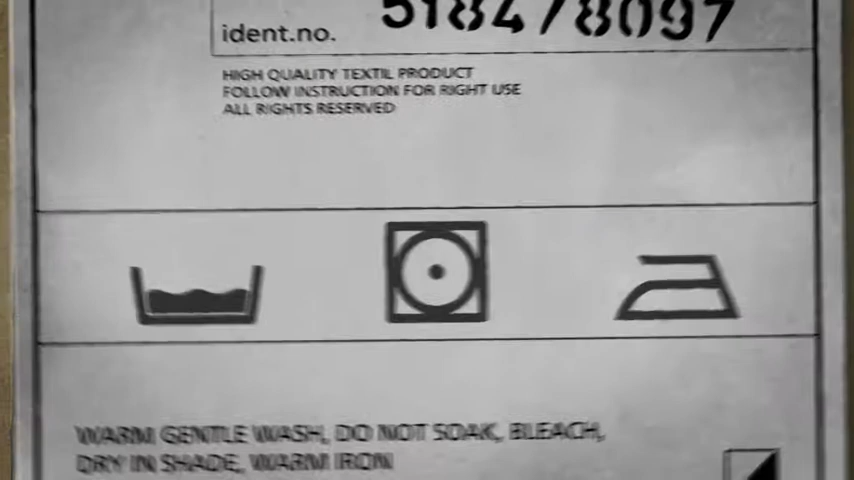 ident.no. 518478097
HIGH QUALITY TEXTIL PRODUCT
FOLLOW INSTRUCTION FOR RIGHT USE
ALL RIGHTS RESERVED
WARM GENTLE WASH, DO NOT SOAK, BLEACH,
DRY IN SHADE, WARM IRON